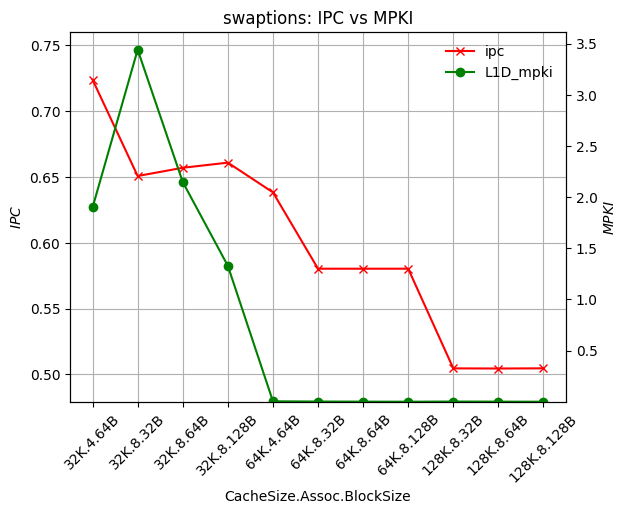 swaptions: IPC vs MPKI
ipc
L1D_mpki
0.75
0.70
0.65
0.60
0.55
0.50
IPC
3.5
3.0
2.5
2.0
1.5
1.0
0.5
MPKI
32K.4.64B
32K.8.32B
32K.8.64B
32K.8.128B
64K.4.64B
64K.8.32B
64K.8.64B
64K.8.128B
128K.8.32B
128K.8.64B
128K.8.128B
CacheSize.Assoc.BlockSize